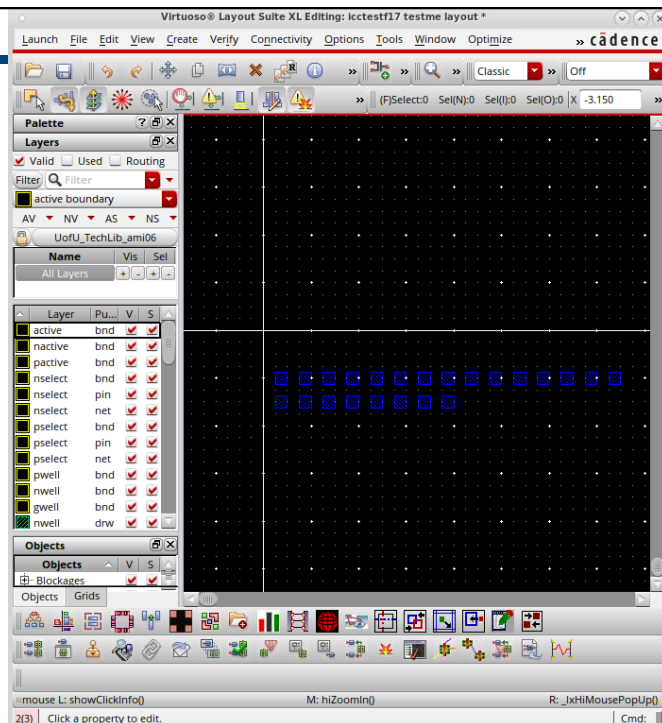 Virtuoso® Layout Suite XL Editing: icctestf17 testme layout *
Launch File Edit View Create Verify Connectivity Options Tools Window Optimize » cādence
» » » Classic » Off
» (F)Select:0 Sel(N):0 Sel(I):0 Sel(O):0 X -3.150 »
Palette
Layers
Valid Used Routing
Filter Filter
active boundary
AV NV AS NS
UofU_TechLib_ami06
Name Vis Sel
All Layers + - + -
Layer Pu... V S
active bnd
nactive bnd
pactive bnd
nselect bnd
nselect pin
nselect net
pselect bnd
pselect pin
pselect net
pwell bnd
nwell bnd
gwell bnd
nwell drw
Objects
Objects V S
Blockages
Objects Grids
mouse L: showClickInfo() M: hiZoomIn() R: _lxHiMousePopUp()
2(3) Click a property to edit. Cmd: